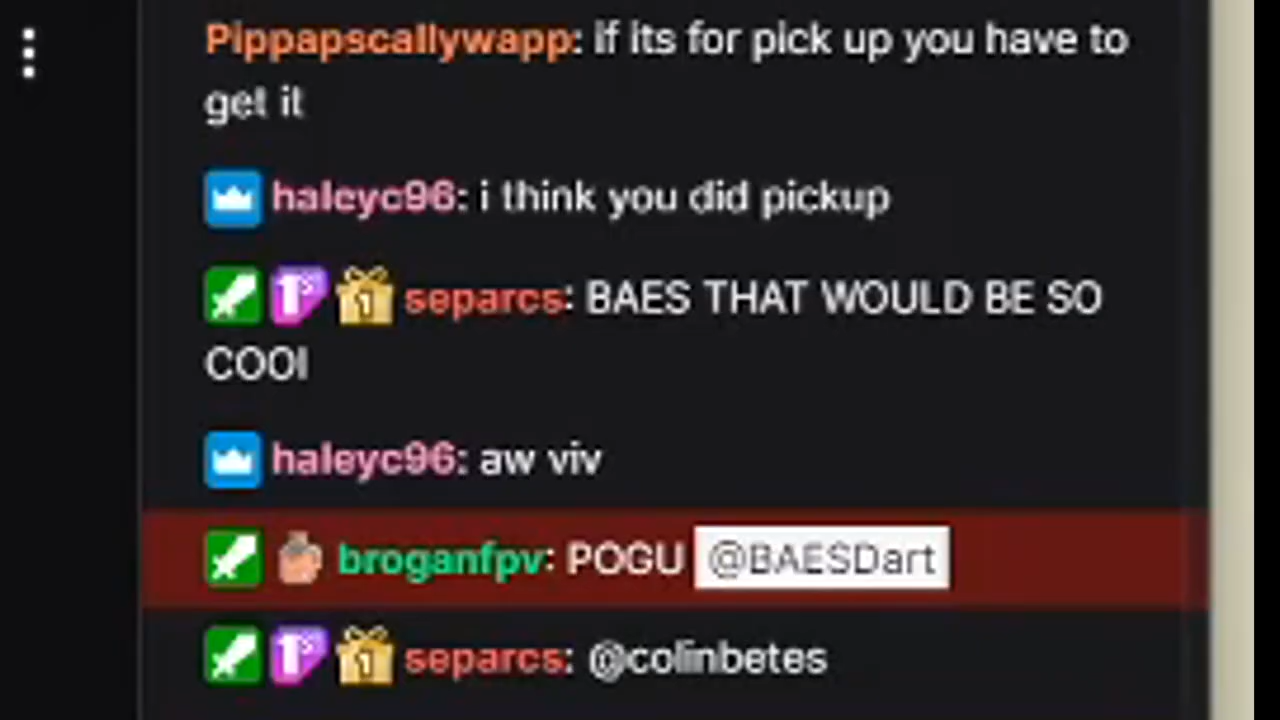 Pippapscallywapp: if its for pick up you have to
get it
haleyc96: i think you did pickup
separcs: BAES THAT WOULD BE SO
COOl
haleyc96: aw viv
broganfpv: POGU @BAESDart
separcs: @colinbetes